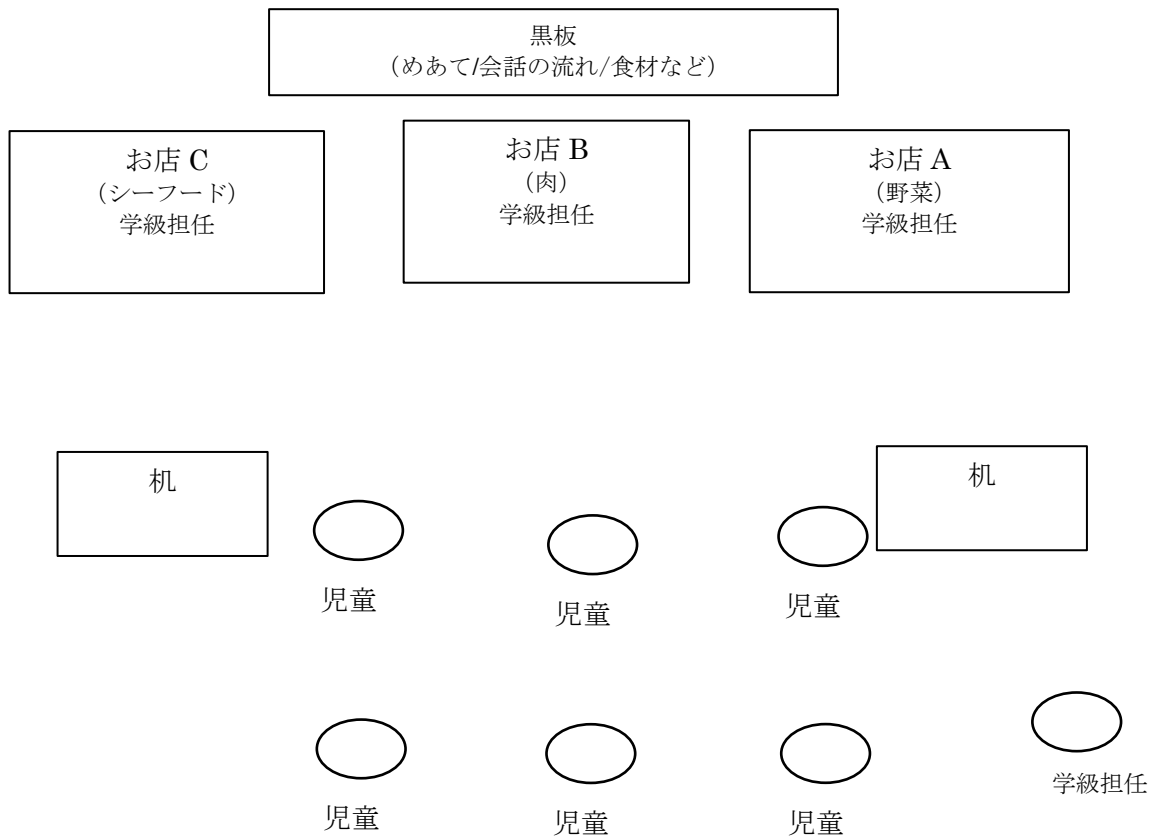 黒板
（めあて/会話の流れ/食材など）
お店 C
（シーフード）
学級担任
お店 B
（肉）
学級担任
お店 A
（野菜）
学級担任
机
机
児童
児童
児童
児童
児童
児童
学級担任